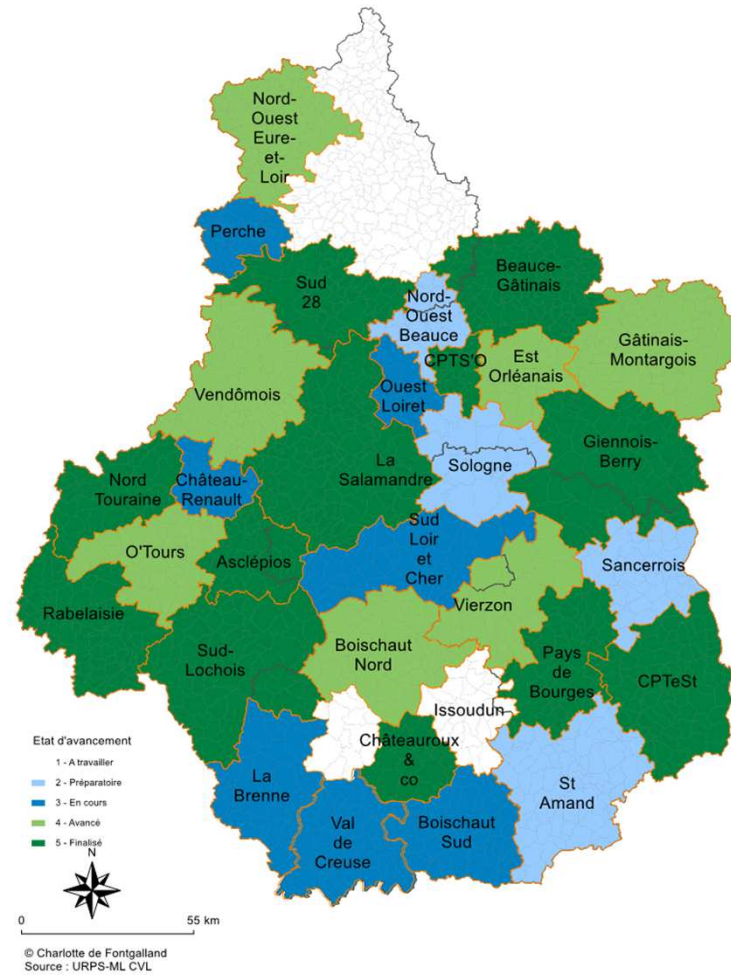 Nord-
Ouest
Eure-
et-
Loir
Perche
Sud
28
Beauce-
Gâtinais
Nord-
Ouest
Beauce
Gâtinais-
Montargois
CPTS'O
Est
Orléanais
Ouest
Loiret
Vendômois
La
Salamandre
Sologne
Giennois-
Berry
Nord
Touraine
Château-
Renault
Sud
Loir
et
Cher
O'Tours
Asclépios
Sancerrois
Vierzon
Rabelaisie
Sud-
Lochois
Boischaut
Nord
Pays
de
Bourges
CPTeSt
Issoudun
Châteauroux
&
co
La
Brenne
Val
de
Creuse
Boischaut
Sud
St
Amand
Etat d'avancement
1 - A travailler
2 - Préparatoire
3 - En cours
4 - Avancé
5 - Finalisé
N
0 55 km
© Charlotte de Fontgalland
Source : URPS-ML CVL